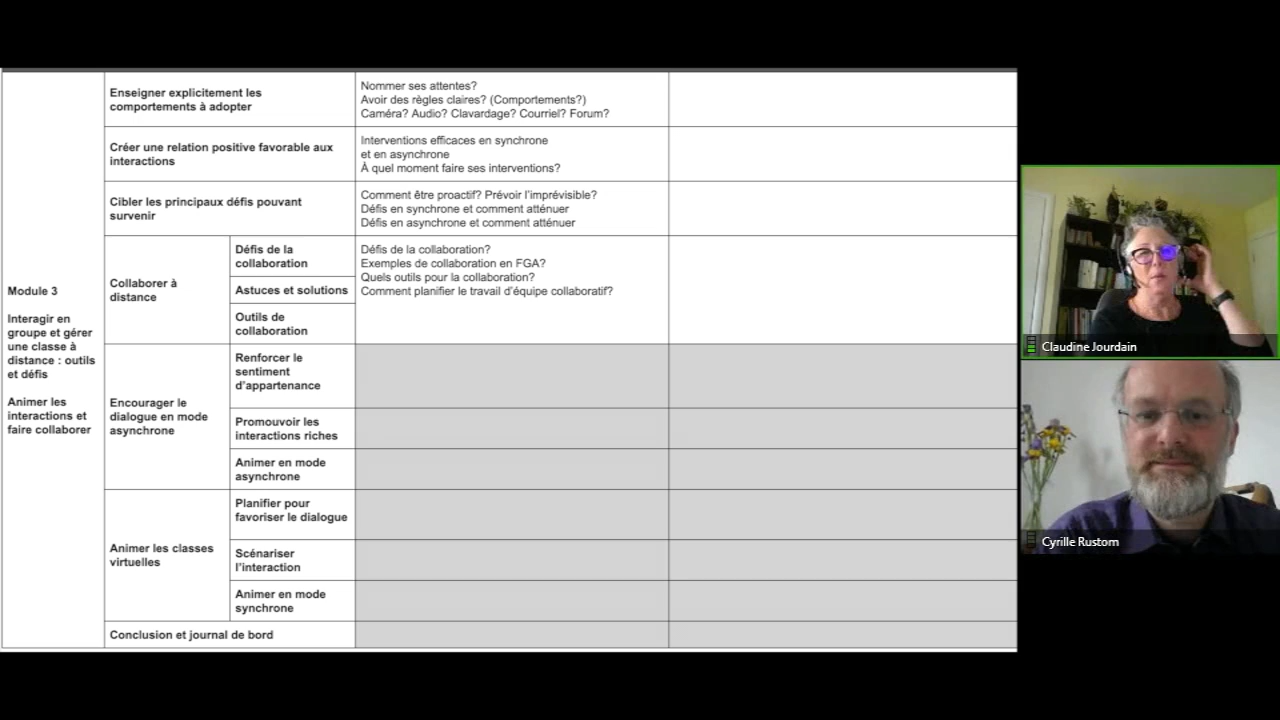 Enseigner explicitement les
comportements à adopter
Nommer ses attentes?
Avoir des règles claires? (Comportements?)
Caméra? Audio? Clavardage? Courriel? Forum?
Créer une relation positive favorable aux
interactions
Interventions efficaces en synchrone
et en asynchrone
À quel moment faire ses interventions?
Cibler les principaux défis pouvant
survenir
Comment être proactif? Prévoir l'imprévisible?
Défis en synchrone et comment atténuer
Défis en asynchrone et comment atténuer
Module 3
Interagir en
groupe et gérer
une classe à
distance : outils
et défis
Animer les
interactions et
faire collaborer
Collaborer à
distance
Défis de la
collaboration
Astuces et solutions
Outils de
collaboration
Défis de la collaboration?
Exemples de collaboration en FGA?
Quels outils pour la collaboration?
Comment planifier le travail d'équipe collaboratif?
Encourager le
dialogue en mode
asynchrone
Renforcer le
sentiment
d'appartenance
Promouvoir les
interactions riches
Animer en mode
asynchrone
Animer les classes
virtuelles
Planifier pour
favoriser le dialogue
Scénariser
l'interaction
Animer en mode
synchrone
Conclusion et journal de bord
Claudine Jourdain
Cyrille Rustom